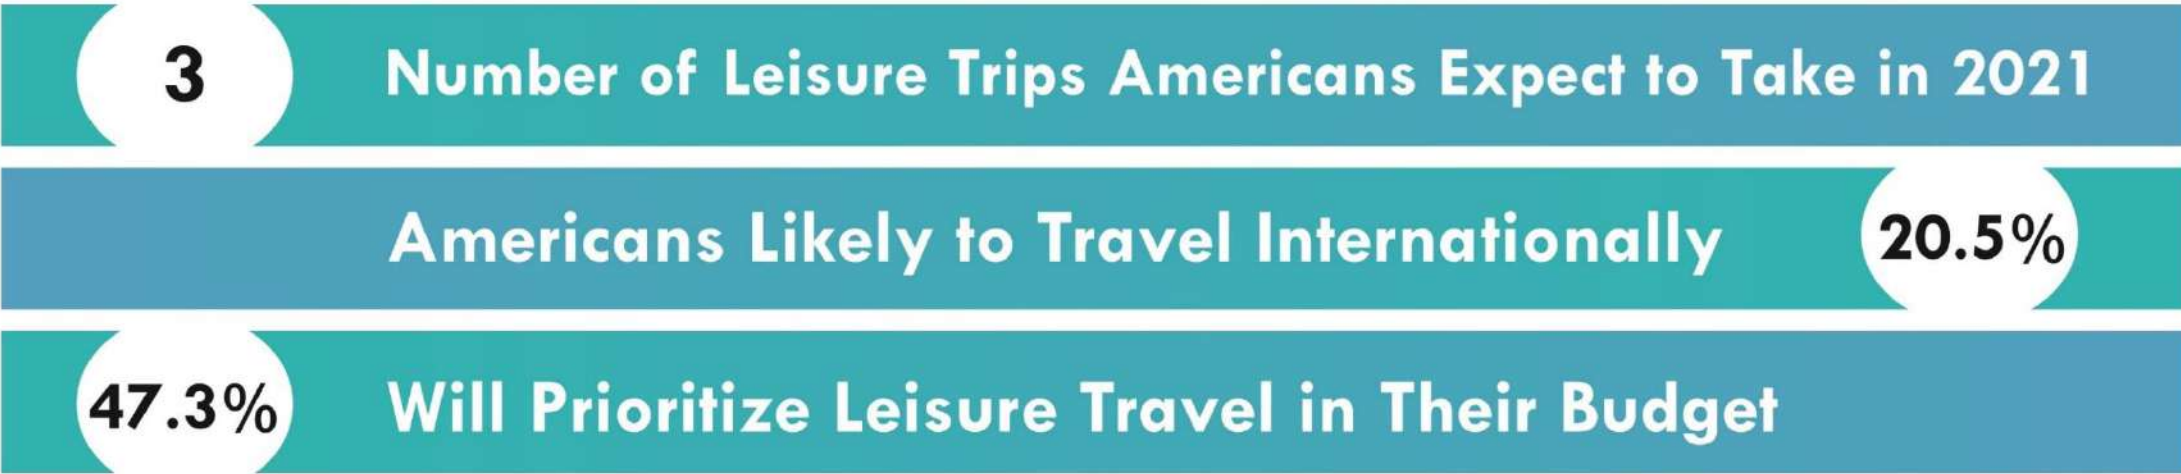 3 Number of Leisure Trips Americans Expect to Take in 2021
Americans Likely to Travel Internationally 20.5%
47.3% Will Prioritize Leisure Travel in Their Budget